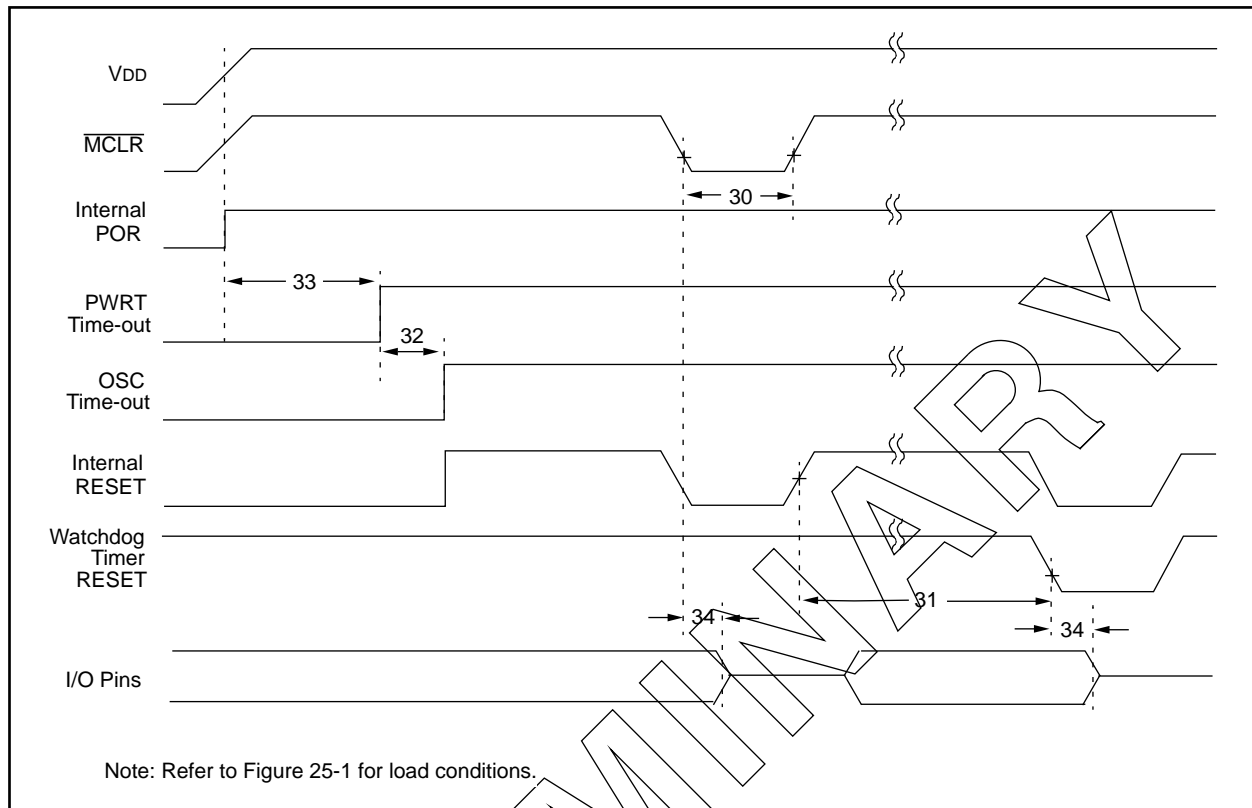 VDD
MCLR
30
Internal
POR
33
PWRT
Time-out
32
OSC
Time-out
Internal
RESET
Watchdog
Timer
RESET
31
34
34
I/O Pins
Note: Refer to Figure 25-1 for load conditions.
MINARY